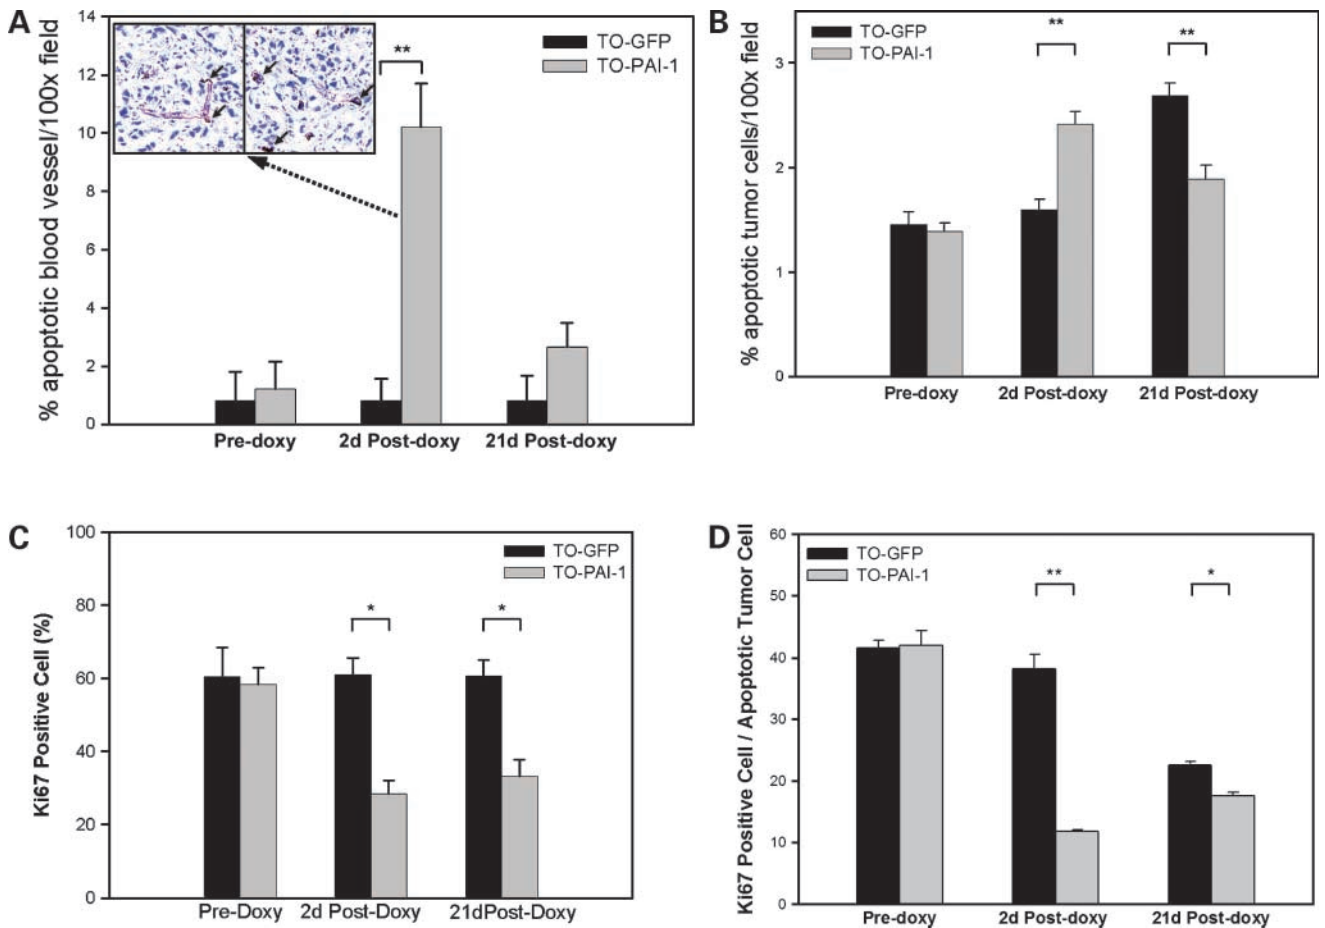 A
% apoptotic blood vessel/100x field
14
12
10
8
6
4
2
0
**
TO-GFP
TO-PAI-1
Pre-doxy
2d Post-doxy
21d Post-doxy
B
% apoptotic tumor cells/100x field
3
2
1
0
TO-GFP
TO-PAI-1
**
**
Pre-doxy
2d Post-doxy
21d Post-doxy
C
Ki67 Positive Cell (%)
100
80
60
40
20
0
TO-GFP
TO-PAI-1
*
*
Pre-Doxy
2d Post-Doxy
21dPost-Doxy
D
Ki67 Positive Cell / Apoptotic Tumor Cell
60
50
40
30
20
10
0
TO-GFP
TO-PAI-1
**
*
Pre-doxy
2d Post-doxy
21d Post-doxy